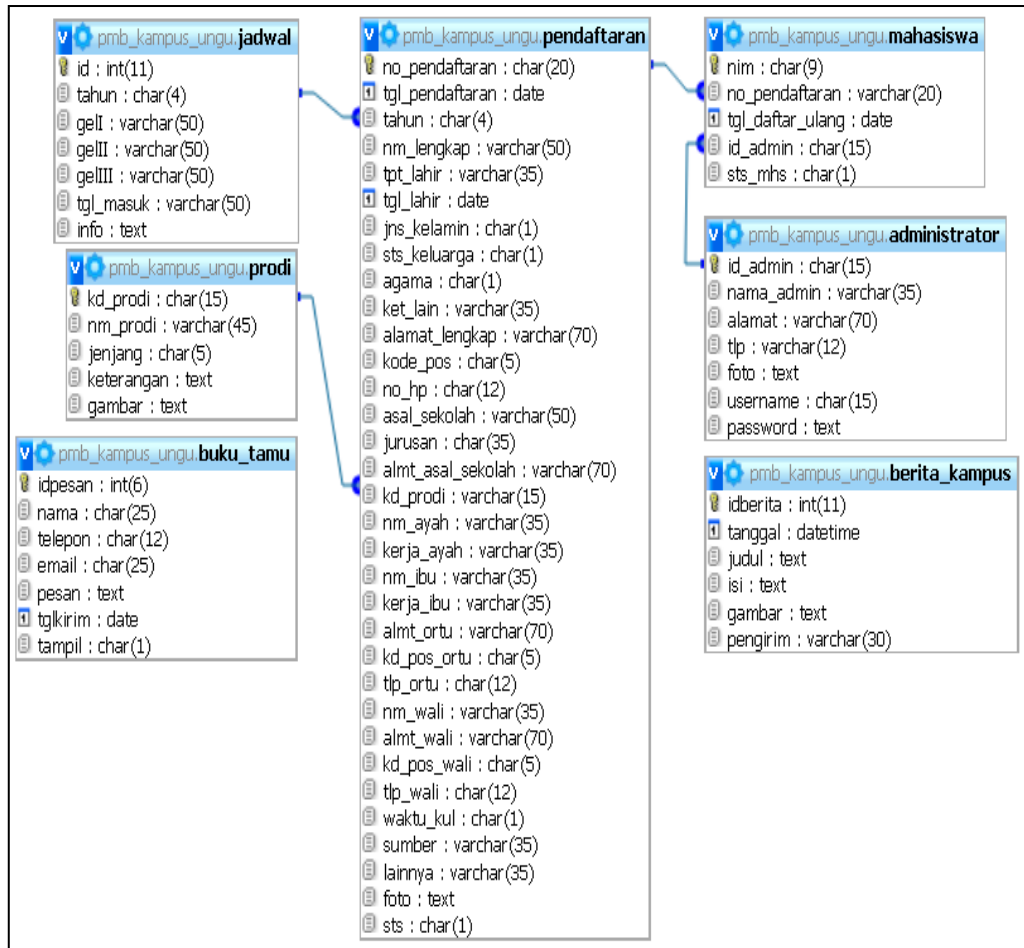 pmb_kampus_ungu.jadwal
id : int(11)
tahun : char(4)
gelI : varchar(50)
gelII : varchar(50)
gelIII : varchar(50)
tgl_masuk : varchar(50)
info : text
pmb_kampus_ungu.prodi
kd_prodi : char(15)
nm_prodi : varchar(45)
jenjang : char(5)
keterangan : text
gambar : text
pmb_kampus_ungu.buku_tamu
idpesan : int(6)
nama : char(25)
telepon : char(12)
email : char(25)
pesan : text
tglkirim : date
tampil : char(1)
pmb_kampus_ungu.pendaftaran
no_pendaftaran : char(20)
tgl_pendaftaran : date
tahun : char(4)
nm_lengkap : varchar(50)
tpt_lahir : varchar(35)
tgl_lahir : date
jns_kelamin : char(1)
sts_keluarga : char(1)
agama : char(1)
ket_lain : varchar(35)
alamat_lengkap : varchar(70)
kode_pos : char(5)
no_hp : char(12)
asal_sekolah : varchar(50)
jurusan : char(35)
almt_asal_sekolah : varchar(70)
kd_prodi : varchar(15)
nm_ayah : varchar(35)
kerja_ayah : varchar(35)
nm_ibu : varchar(35)
kerja_ibu : varchar(35)
almt_ortu : varchar(70)
kd_pos_ortu : char(5)
tlp_ortu : char(12)
nm_wali : varchar(35)
almt_wali : varchar(70)
kd_pos_wali : char(5)
tlp_wali : char(12)
waktu_kul : char(1)
sumber : varchar(35)
lainnya : varchar(35)
foto : text
sts : char(1)
pmb_kampus_ungu.mahasiswa
nim : char(9)
no_pendaftaran : varchar(20)
tgl_daftar_ulang : date
id_admin : char(15)
sts_mhs : char(1)
pmb_kampus_ungu.administrator
id_admin : char(15)
nama_admin : varchar(35)
alamat : varchar(70)
tlp : varchar(12)
foto : text
username : char(15)
password : text
pmb_kampus_ungu.berita_kampus
idberita : int(11)
tanggal : datetime
judul : text
isi : text
gambar : text
pengirim : varchar(30)